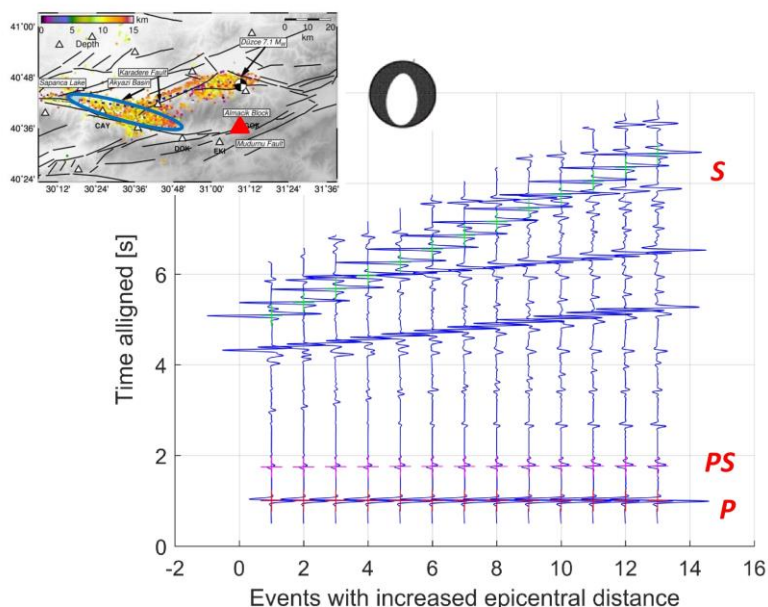 41°00'
40°48'
40°36'
40°24'
km
0 5 10 15
Depth
0 10 20
km
Düzce 7.1 Mw
Karadere Fault
Sapanca Lake
Akyazi Basin
Almacik Block
CAY
DOK
EKI
Mudurnu Fault
30°12' 30°24' 30°36' 30°48' 31°00' 31°12' 31°24' 31°36'
S
PS
P
Time alligned [s]
6
4
2
0
-2 0 2 4 6 8 10 12 14 16
Events with increased epicentral distance